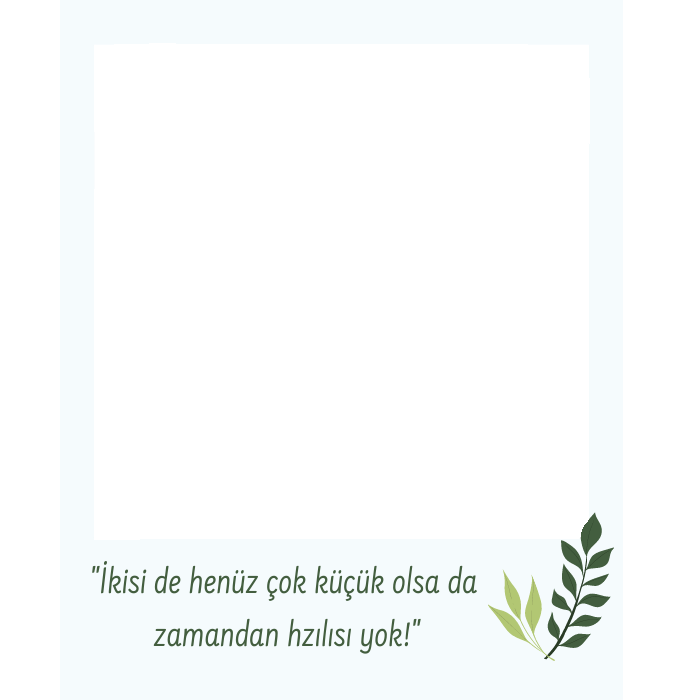 "İkisi de henüz çok küçük olsa da
zamandan hzılısı yok!"